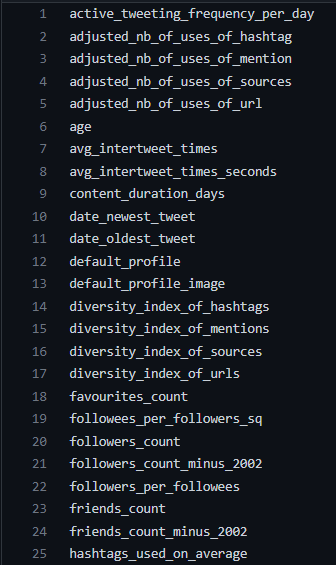 1 active_tweeting_frequency_per_day
2 adjusted_nb_of_uses_of_hashtag
3 adjusted_nb_of_uses_of_mention
4 adjusted_nb_of_uses_of_sources
5 adjusted_nb_of_uses_of_url
6 age
7 avg_intertweet_times
8 avg_intertweet_times_seconds
9 content_duration_days
10 date_newest_tweet
11 date_oldest_tweet
12 default_profile
13 default_profile_image
14 diversity_index_of_hashtags
15 diversity_index_of_mentions
16 diversity_index_of_sources
17 diversity_index_of_urls
18 favourites_count
19 followees_per_followers_sq
20 followers_count
21 followers_count_minus_2002
22 followers_per_followees
23 friends_count
24 friends_count_minus_2002
25 hashtags_used_on_average